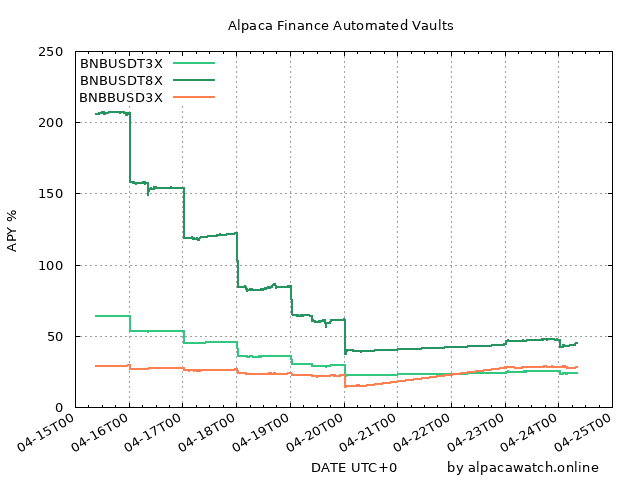 Alpaca Finance Automated Vaults
250
200
150
100
50
0
APY %
BNBUSDT3X
BNBUSDT8X
BNBBUSD3X
04-15T00
04-16T00
04-17T00
04-18T00
04-19T00
04-20T00
04-21T00
04-22T00
04-23T00
04-24T00
04-25T00
DATE UTC+0
by alpacawatch.online